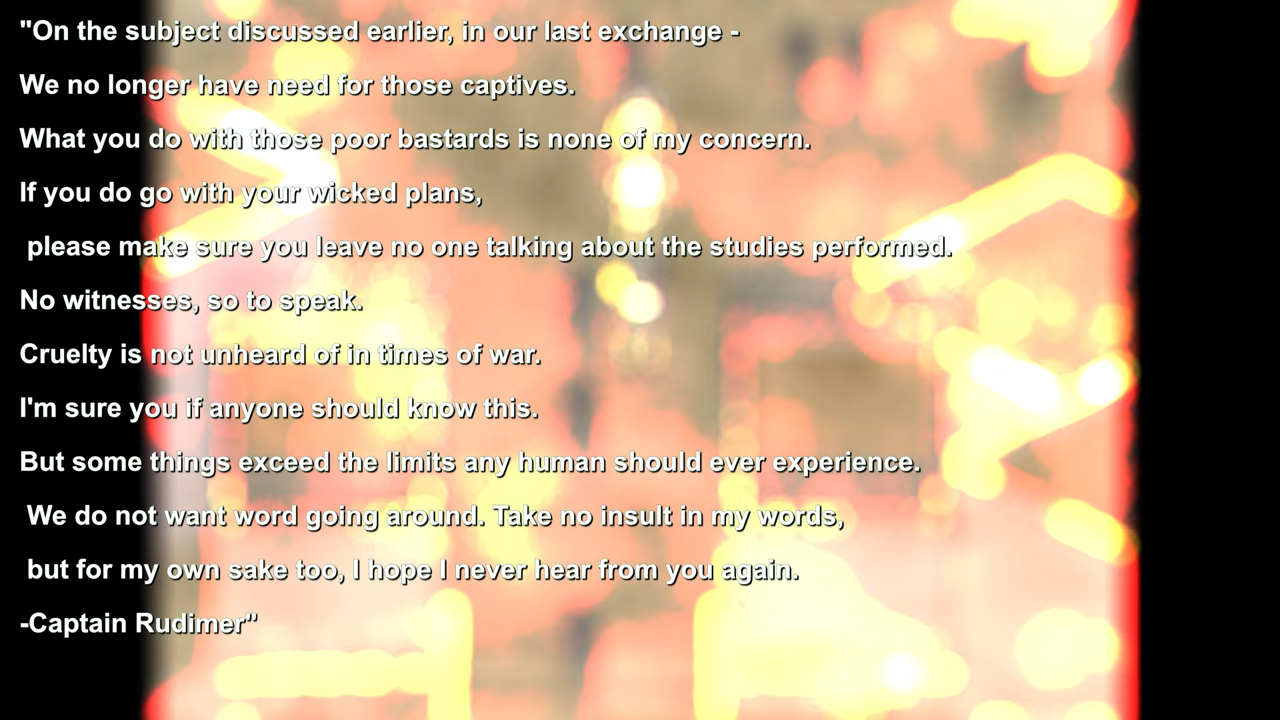 "On the subject discussed earlier, in our last exchange -
We no longer have need for those captives.
What you do with those poor bastards is none of my concern.
If you do go with your wicked plans,
please make sure you leave no one talking about the studies performed.
No witnesses, so to speak.
Cruelty is not unheard of in times of war.
I'm sure you if anyone should know this.
But some things exceed the limits any human should ever experience.
We do not want word going around. Take no insult in my words,
but for my own sake too, I hope I never hear from you again.
-Captain Rudimer"